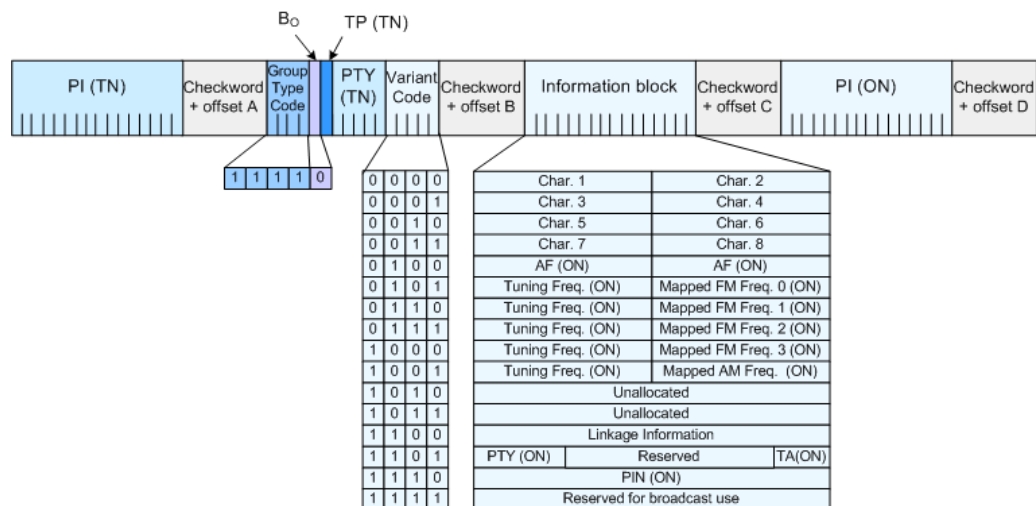 B₀ TP (TN)
PI (TN) Checkword + offset A Group Type Code PTY (TN) Variant Code Checkword + offset B Information block Checkword + offset C PI (ON) Checkword + offset D
1 1 1 1 0
0 0 0 0 Char. 1 Char. 2
0 0 0 1 Char. 3 Char. 4
0 0 1 0 Char. 5 Char. 6
0 0 1 1 Char. 7 Char. 8
0 1 0 0 AF (ON) AF (ON)
0 1 0 1 Tuning Freq. (ON) Mapped FM Freq. 0 (ON)
0 1 1 0 Tuning Freq. (ON) Mapped FM Freq. 1 (ON)
0 1 1 1 Tuning Freq. (ON) Mapped FM Freq. 2 (ON)
1 0 0 0 Tuning Freq. (ON) Mapped FM Freq. 3 (ON)
1 0 0 1 Tuning Freq. (ON) Mapped AM Freq. (ON)
1 0 1 0 Unallocated
1 0 1 1 Unallocated
1 1 0 0 Linkage Information
1 1 0 1 PTY (ON) Reserved TA(ON)
1 1 1 0 PIN (ON)
1 1 1 1 Reserved for broadcast use